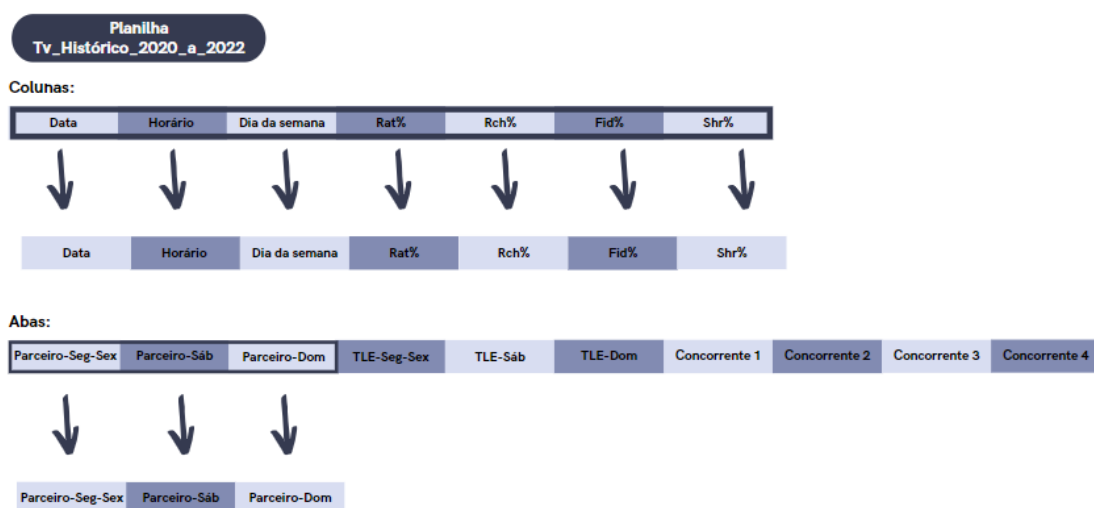 Planilha
Tv_Histórico_2020_a_2022
Colunas:
Data Horário Dia da semana Rat% Rch% Fid% Shr%
Data Horário Dia da semana Rat% Rch% Fid% Shr%
Abas:
Parceiro-Seg-Sex Parceiro-Sáb Parceiro-Dom TLE-Seg-Sex TLE-Sáb TLE-Dom Concorrente 1 Concorrente 2 Concorrente 3 Concorrente 4
Parceiro-Seg-Sex Parceiro-Sáb Parceiro-Dom